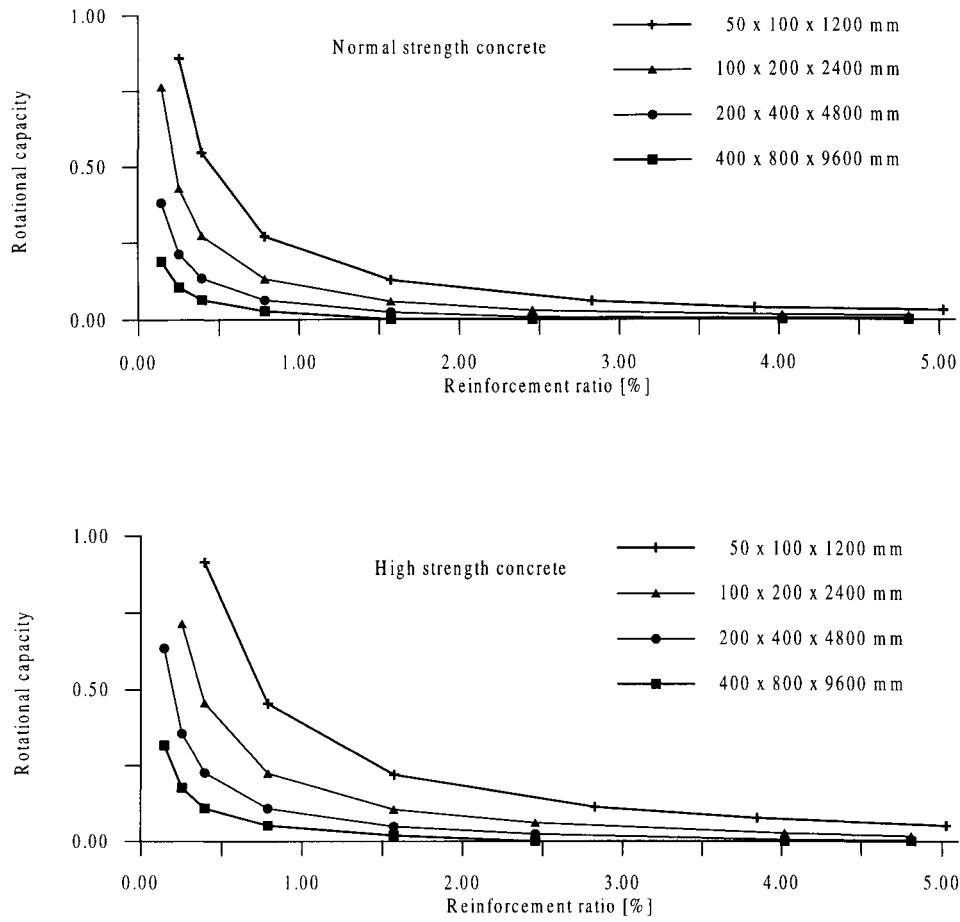 1.00
0.50
0.00
Rotational capacity
Normal strength concrete
50 x 100 x 1200 mm
100 x 200 x 2400 mm
200 x 400 x 4800 mm
400 x 800 x 9600 mm
0.00 1.00 2.00 3.00 4.00 5.00
Reinforcement ratio [%]
1.00
0.50
0.00
Rotational capacity
High strength concrete
50 x 100 x 1200 mm
100 x 200 x 2400 mm
200 x 400 x 4800 mm
400 x 800 x 9600 mm
0.00 1.00 2.00 3.00 4.00 5.00
Reinforcement ratio [%]